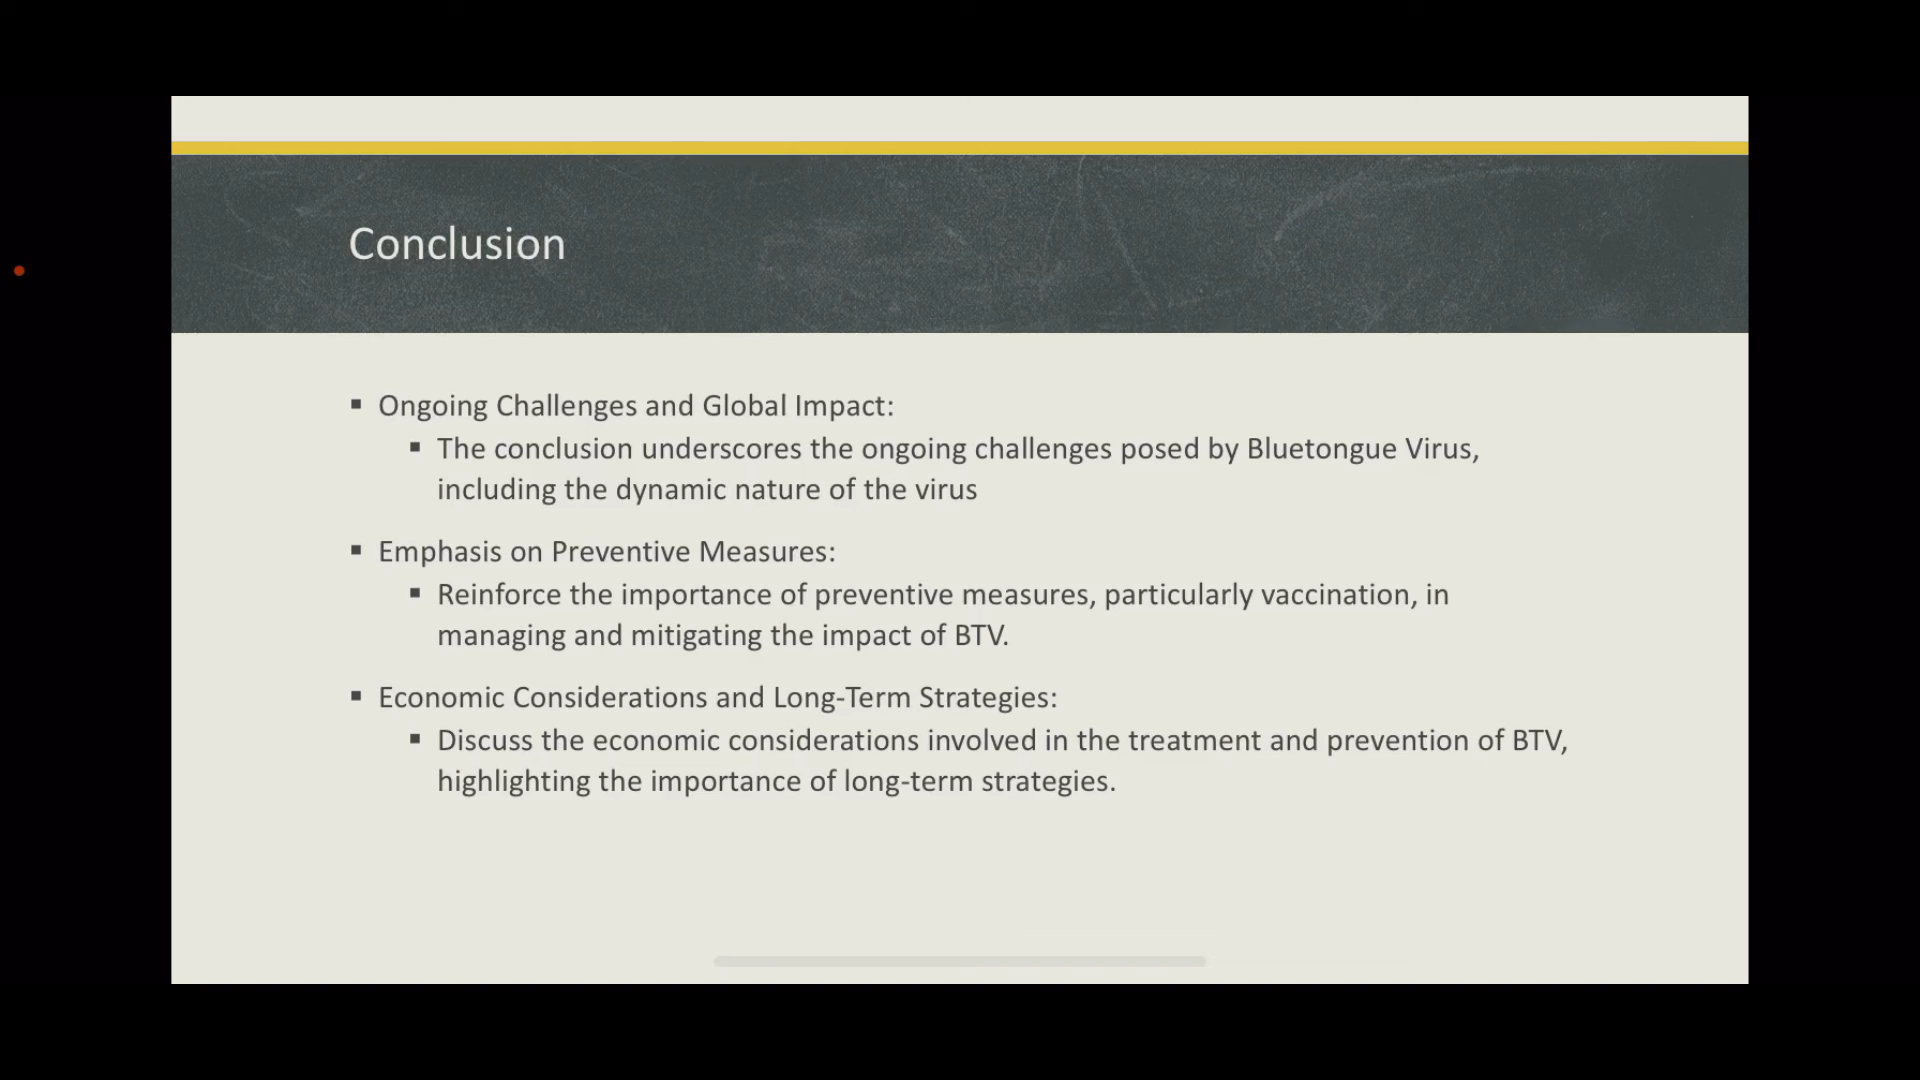 Conclusion
▪ Ongoing Challenges and Global Impact:
▪ The conclusion underscores the ongoing challenges posed by Bluetongue Virus,
including the dynamic nature of the virus
▪ Emphasis on Preventive Measures:
▪ Reinforce the importance of preventive measures, particularly vaccination, in
managing and mitigating the impact of BTV.
▪ Economic Considerations and Long-Term Strategies:
▪ Discuss the economic considerations involved in the treatment and prevention of BTV,
highlighting the importance of long-term strategies.